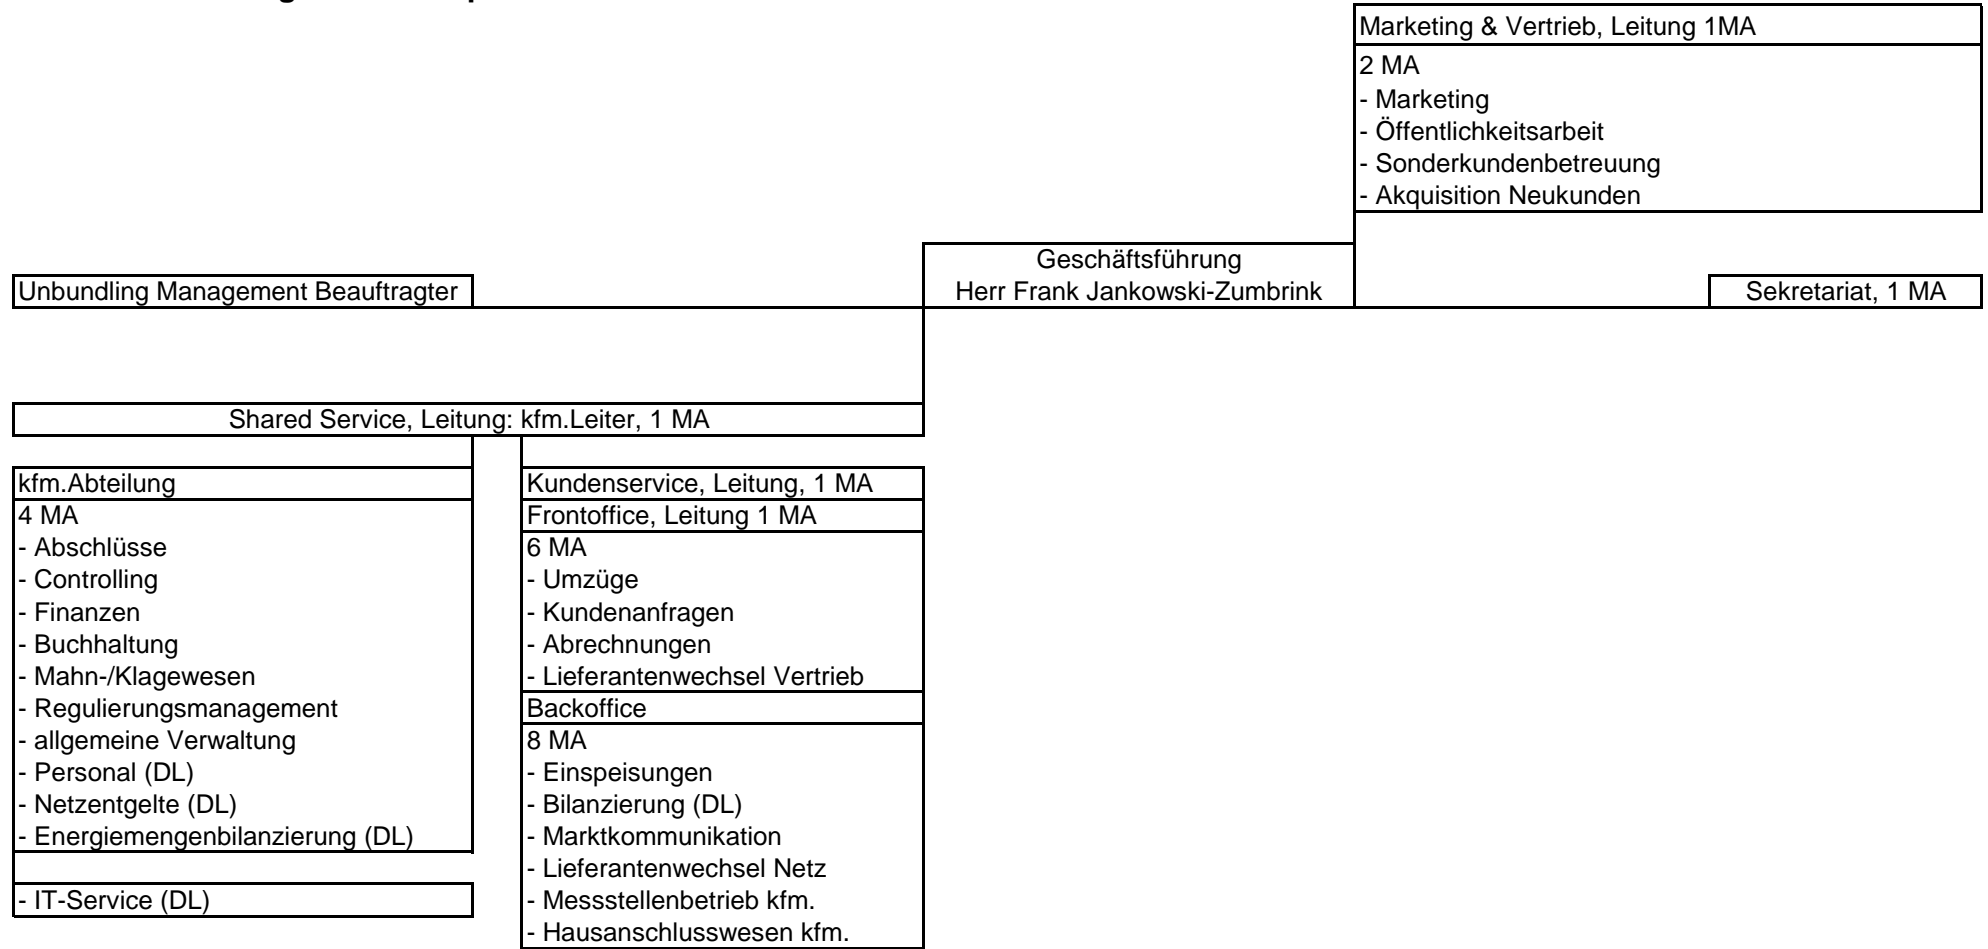 Marketing & Vertrieb, Leitung 1MA
2 MA
- Marketing
- Öffentlichkeitsarbeit
- Sonderkundenbetreuung
- Akquisition Neukunden
Geschäftsführung
Unbundling Management Beauftragter
Herr Frank Jankowski-Zumbrink
Sekretariat, 1 MA
Shared Service, Leitung: kfm.Leiter, 1 MA
kfm.Abteilung
4 MA
- Abschlüsse
- Controlling
- Finanzen
- Buchhaltung
- Mahn-/Klagewesen
- Regulierungsmanagement
- allgemeine Verwaltung
- Personal (DL)
- Netzentgelte (DL)
- Energiemengenbilanzierung (DL)
- IT-Service (DL)
Kundenservice, Leitung, 1 MA
Frontoffice, Leitung 1 MA
6 MA
- Umzüge
- Kundenanfragen
- Abrechnungen
- Lieferantenwechsel Vertrieb
Backoffice
8 MA
- Einspeisungen
- Bilanzierung (DL)
- Marktkommunikation
- Lieferantenwechsel Netz
- Messstellenbetrieb kfm.
- Hausanschlusswesen kfm.